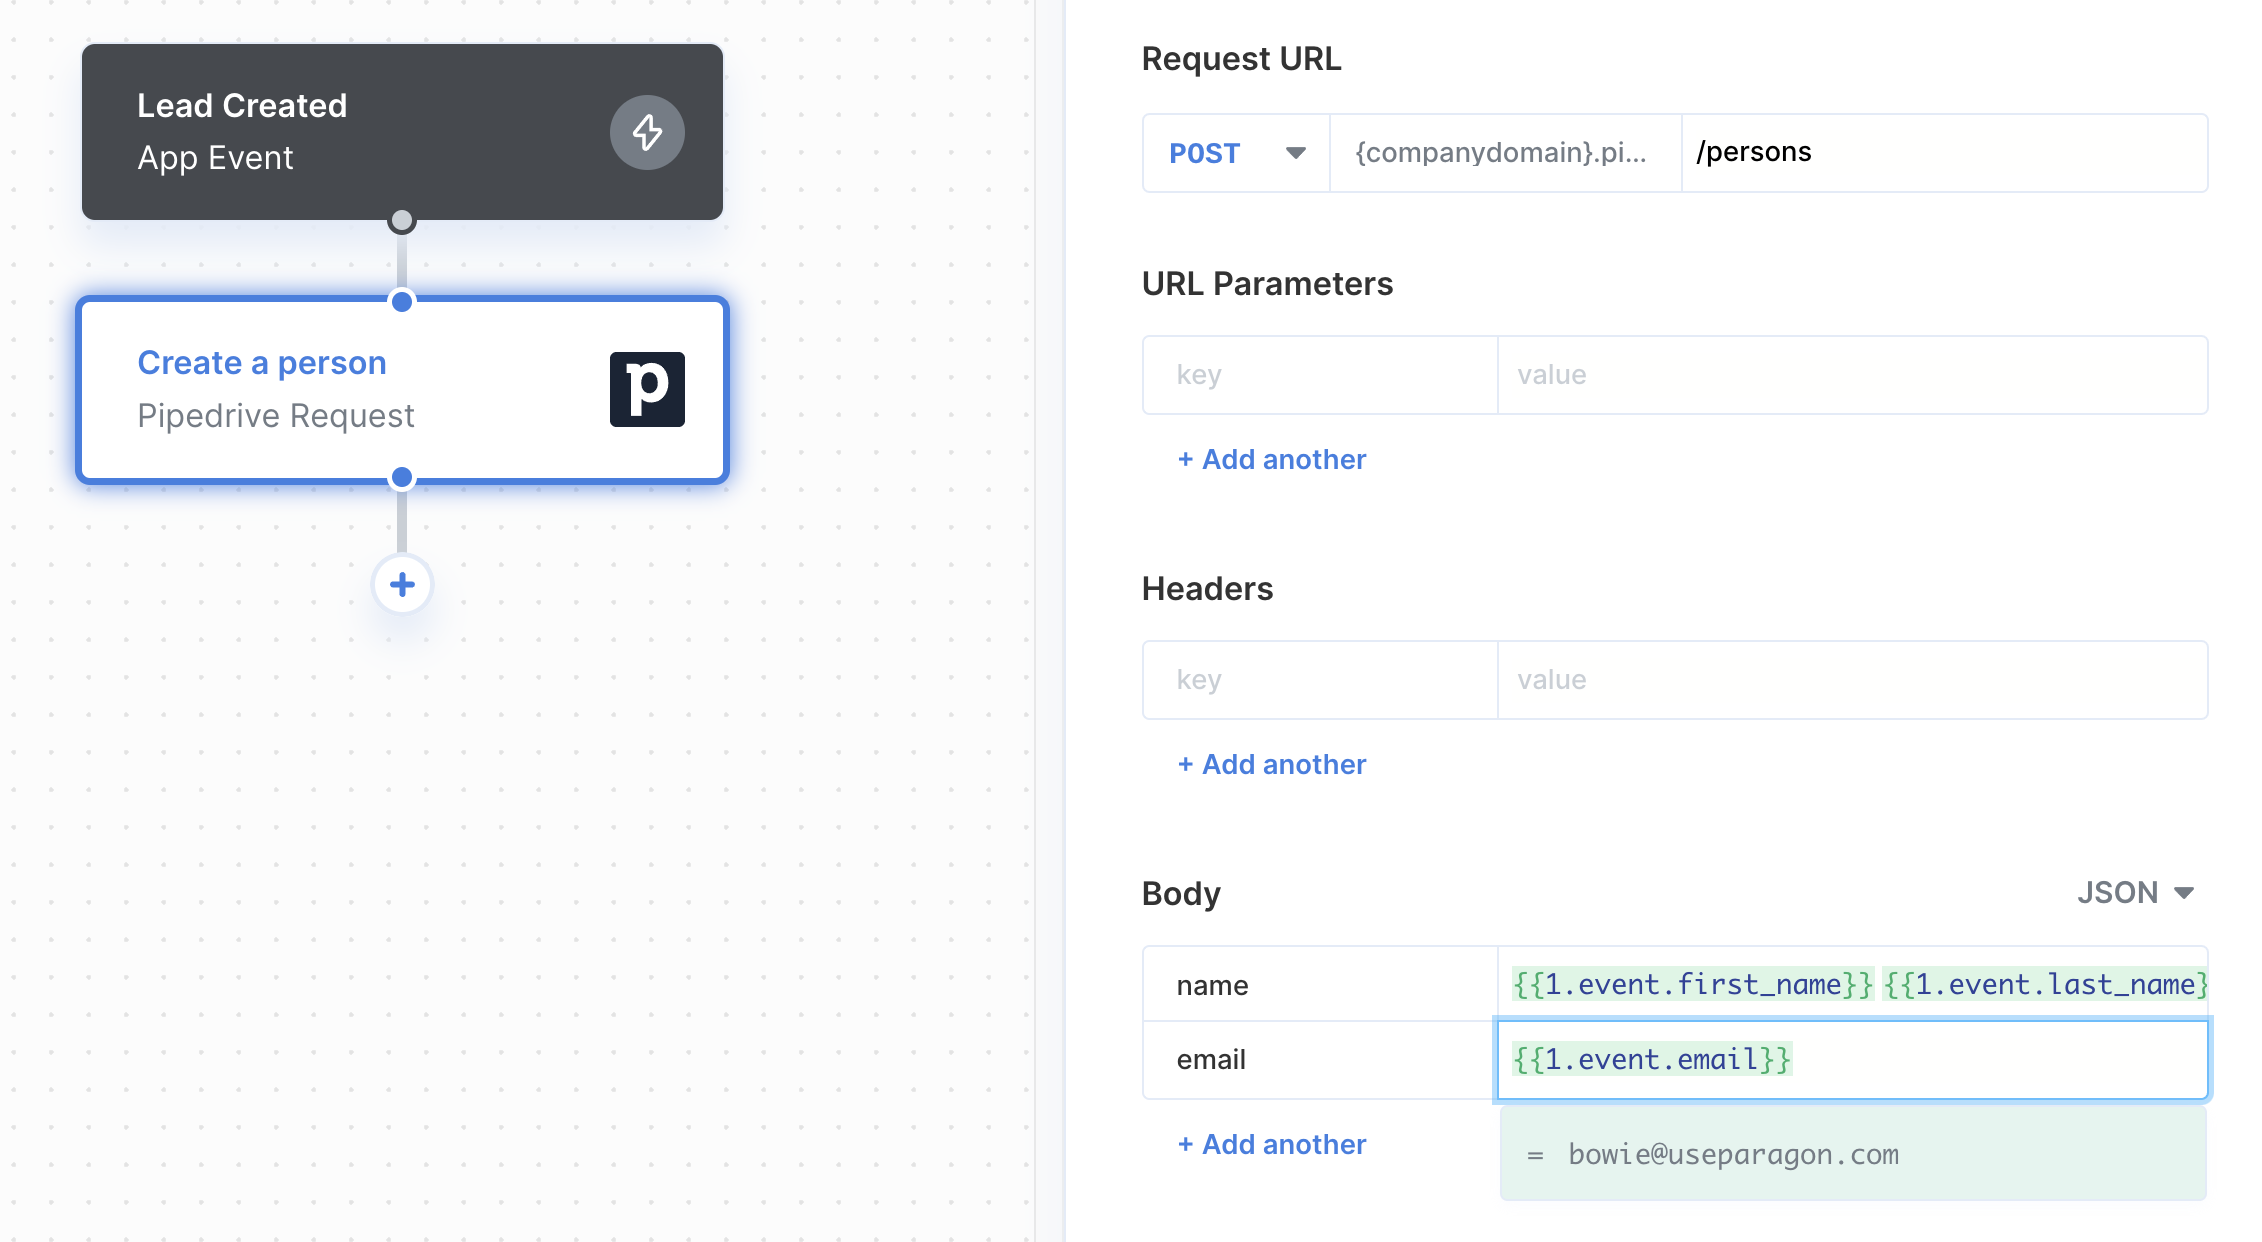 Lead Created
App Event
Create a person
Pipedrive Request
p
Request URL
POST {companydomain}.pi... /persons
URL Parameters
key value
+ Add another
Headers
key value
+ Add another
Body JSON
name {{1.event.first_name}} {{1.event.last_name}
email {{1.event.email}}
+ Add another
= bowie@useparagon.com